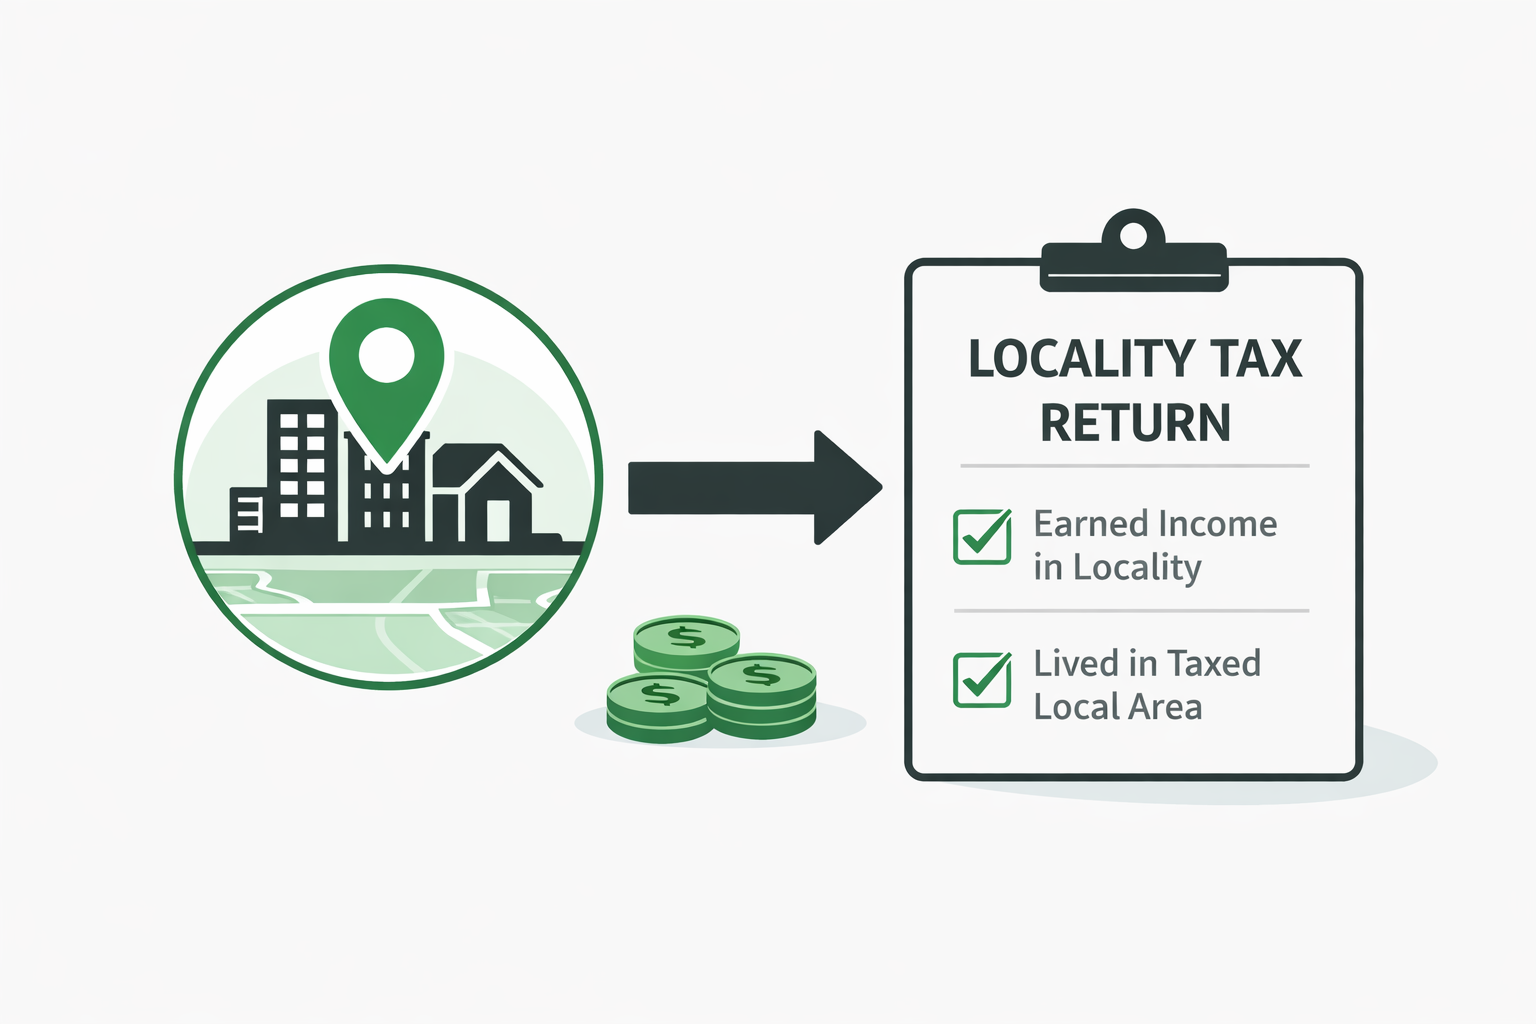 LOCALITY TAX
RETURN
Earned Income
in Locality
Lived in Taxed
Local Area
$
$
$